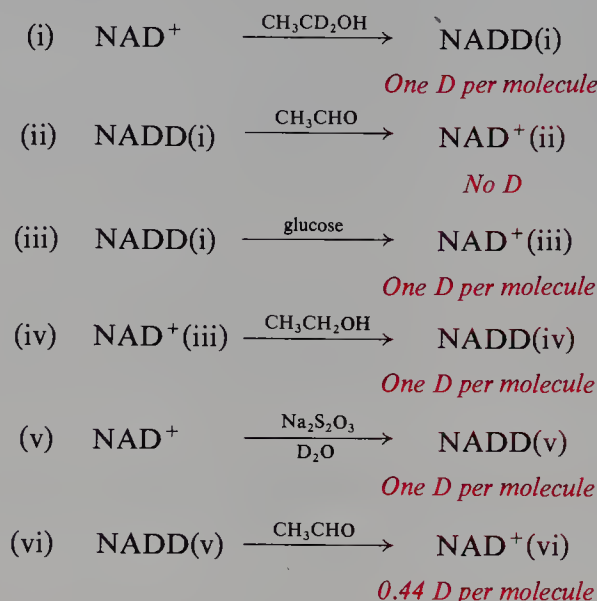 (i) NAD⁺ CH₃CD₂OH NADD(i)
One D per molecule
(ii) NADD(i) CH₃CHO NAD⁺(ii)
No D
(iii) NADD(i) glucose NAD⁺(iii)
One D per molecule
(iv) NAD⁺(iii) CH₃CH₂OH NADD(iv)
One D per molecule
(v) NAD⁺ Na₂S₂O₃ D₂O NADD(v)
One D per molecule
(vi) NADD(v) CH₃CHO NAD⁺(vi)
0.44 D per molecule